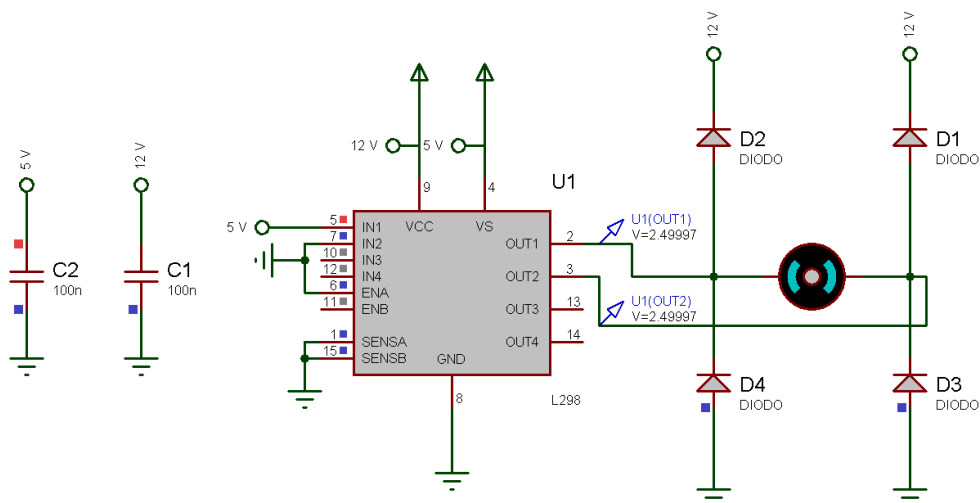 12 V
12 V
5 V
12 V
12 V
5 V
D2
DIODO
D1
DIODO
U1
9
4
5 V
5
IN1
VCC
VS
7
IN2
10
IN3
12
IN4
6
ENA
11
ENB
1
SENSA
15
SENSB
GND
8
OUT1
2
OUT2
3
OUT3
13
OUT4
14
L298
U1(OUT1)
V=2.49997
U1(OUT2)
V=2.49997
C2
100n
C1
100n
D4
DIODO
D3
DIODO